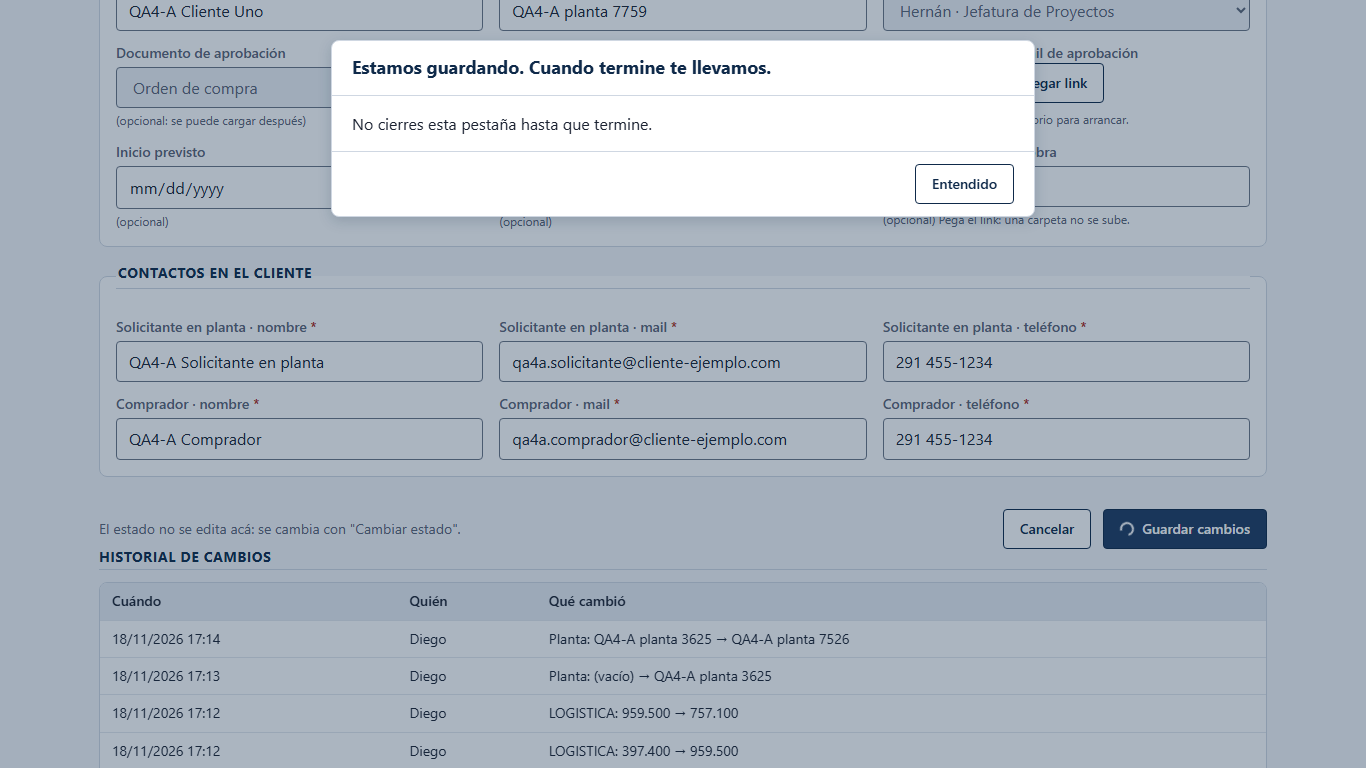 QA4-A Cliente Uno
QA4-A planta 7759
Hernán · Jefatura de Proyectos
Estamos guardando. Cuando termine te llevamos.
No cierres esta pestaña hasta que termine.
Entendido
Documento de aprobación
de aprobación
Orden de compra
link
(opcional: se puede cargar después)
para arrancar.
Inicio previsto
mm/dd/yyyy
(opcional)
(opcional)
(opcional) Pegá el link: una carpeta no se sube.
CONTACTOS EN EL CLIENTE
Solicitante en planta · nombre *
Solicitante en planta · mail *
Solicitante en planta · teléfono *
QA4-A Solicitante en planta
qa4a.solicitante@cliente-ejemplo.com
291 455-1234
Comprador · nombre *
Comprador · mail *
Comprador · teléfono *
QA4-A Comprador
qa4a.comprador@cliente-ejemplo.com
291 455-1234
El estado no se edita acá: se cambia con "Cambiar estado".
Cancelar
Guardar cambios
HISTORIAL DE CAMBIOS
Cuándo Quién Qué cambió
18/11/2026 17:14 Diego Planta: QA4-A planta 3625 → QA4-A planta 7526
18/11/2026 17:13 Diego Planta: (vacío) → QA4-A planta 3625
18/11/2026 17:12 Diego LOGISTICA: 959.500 → 757.100
18/11/2026 17:12 Diego LOGISTICA: 397.400 → 959.500